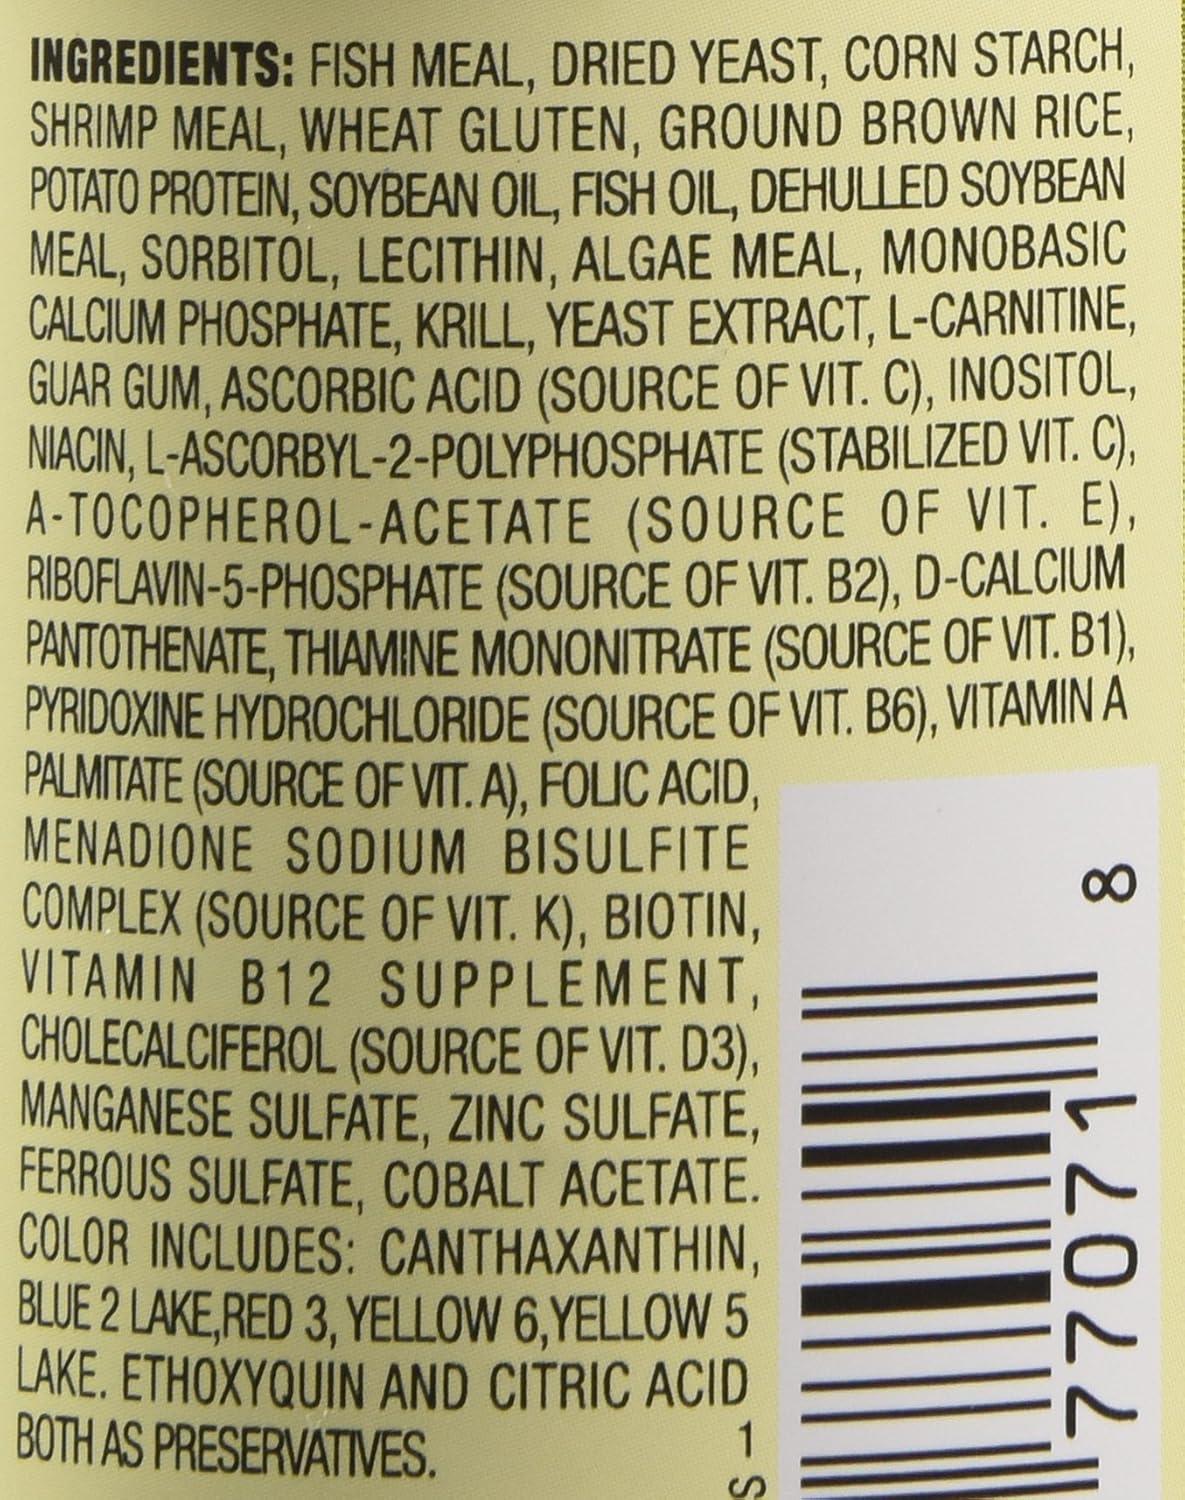 INGREDIENTS: FISH MEAL, DRIED YEAST, CORN STARCH,
SHRIMP MEAL, WHEAT GLUTEN, GROUND BROWN RICE,
POTATO PROTEIN, SOYBEAN OIL, FISH OIL, DEHULLED SOYBEAN
MEAL, SORBITOL, LECITHIN, ALGAE MEAL, MONOBASIC
CALCIUM PHOSPHATE, KRILL, YEAST EXTRACT, L-CARNITINE,
GUAR GUM, ASCORBIC ACID (SOURCE OF VIT. C), INOSITOL,
NIACIN, L-ASCORBYL-2-POLYPHOSPHATE (STABILIZED VIT. C),
A-TOCOPHEROL-ACETATE (SOURCE OF VIT. E),
RIBOFLAVIN-5-PHOSPHATE (SOURCE OF VIT. B2), D-CALCIUM
PANTOTHENATE, THIAMINE MONONITRATE (SOURCE OF VIT. B1),
PYRIDOXINE HYDROCHLORIDE (SOURCE OF VIT. B6), VITAMIN A
PALMITATE (SOURCE OF VIT. A), FOLIC ACID,
MENADIONE SODIUM BISULFITE
COMPLEX (SOURCE OF VIT. K), BIOTIN,
VITAMIN B12 SUPPLEMENT,
CHOLECALCIFEROL (SOURCE OF VIT. D3),
MANGANESE SULFATE, ZINC SULFATE,
FERROUS SULFATE, COBALT ACETATE.
COLOR INCLUDES: CANTHAXANTHIN,
BLUE 2 LAKE,RED 3, YELLOW 6,YELLOW 5
LAKE. ETHOXYQUIN AND CITRIC ACID
BOTH AS PRESERVATIVES.
77071 8